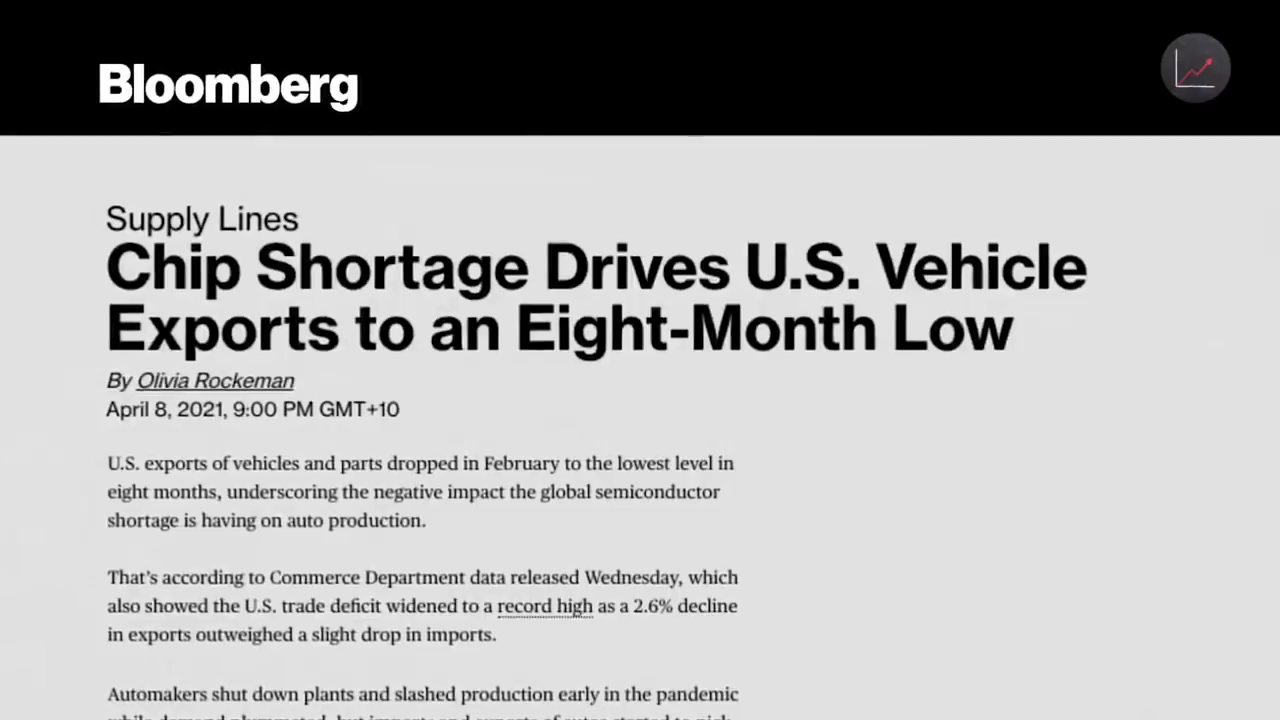 Bloomberg
Supply Lines
Chip Shortage Drives U.S. Vehicle
Exports to an Eight-Month Low
By Olivia Rockeman
April 8, 2021, 9:00 PM GMT+10
U.S. exports of vehicles and parts dropped in February to the lowest level in
eight months, underscoring the negative impact the global semiconductor
shortage is having on auto production.
That's according to Commerce Department data released Wednesday, which
also showed the U.S. trade deficit widened to a record high as a 2.6% decline
in exports outweighed a slight drop in imports.
Automakers shut down plants and slashed production early in the pandemic